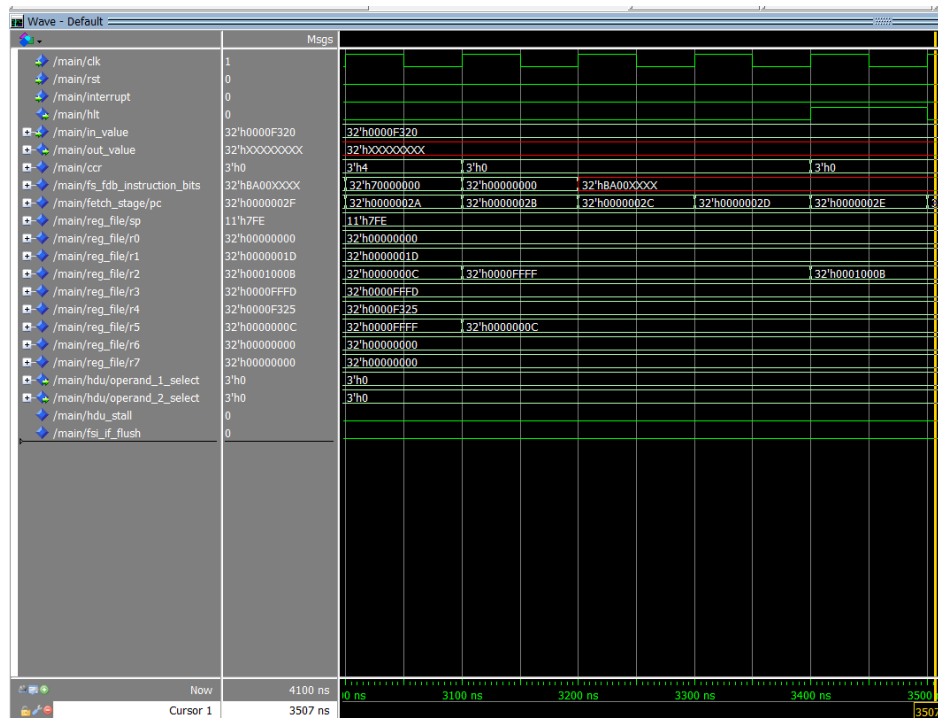 Wave - Default
Msgs
/main/clk 1
/main/rst 0
/main/interrupt 0
/main/hlt 0
/main/in_value 32'h0000F320 32'h0000F320
/main/out_value 32'hXXXXXXXX 32'hXXXXXXXX
/main/ccr 3'h0 3'h4 3'h0 3'h0
/main/fs_fdb_instruction_bits 32'hBA00XXXX 32'h70000000 32'h00000000 32'hBA00XXXX
/main/fetch_stage/pc 32'h0000002F 32'h0000002A 32'h0000002B 32'h0000002C 32'h0000002D 32'h0000002E
/main/reg_file/sp 11'h7FE 11'h7FE
/main/reg_file/r0 32'h00000000 32'h00000000
/main/reg_file/r1 32'h0000001D 32'h0000001D
/main/reg_file/r2 32'h0001000B 32'h0000000C 32'h0000FFFF 32'h0001000B
/main/reg_file/r3 32'h0000FFFD 32'h0000FFFD
/main/reg_file/r4 32'h0000F325 32'h0000F325
/main/reg_file/r5 32'h0000000C 32'h0000FFFF 32'h0000000C
/main/reg_file/r6 32'h00000000 32'h00000000
/main/reg_file/r7 32'h00000000 32'h00000000
/main/hdu/operand_1_select 3'h0 3'h0
/main/hdu/operand_2_select 3'h0 3'h0
/main/hdu_stall 0
/main/fsi_if_flush 0
Now 4100 ns 00 ns 3100 ns 3200 ns 3300 ns 3400 ns 3500
Cursor 1 3507 ns 3507